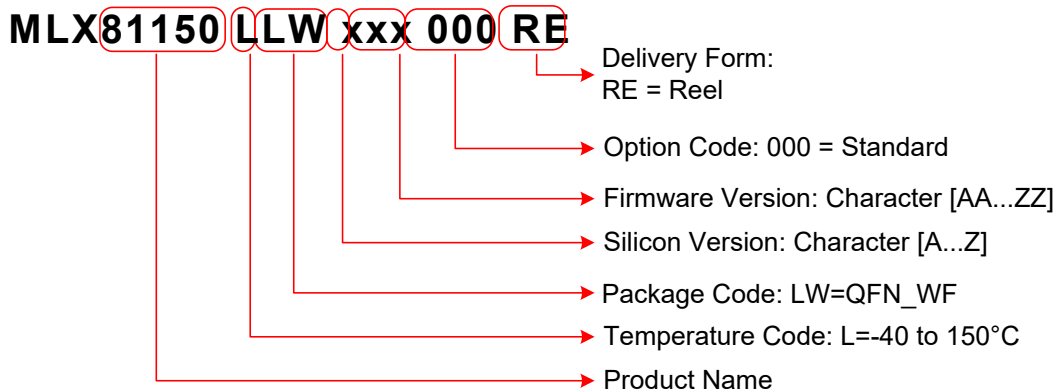 MLX81150 LLW xxx 000 RE
Delivery Form:
RE = Reel
Option Code: 000 = Standard
Firmware Version: Character [AA...ZZ]
Silicon Version: Character [A...Z]
Package Code: LW=QFN_WF
Temperature Code: L=-40 to 150°C
Product Name